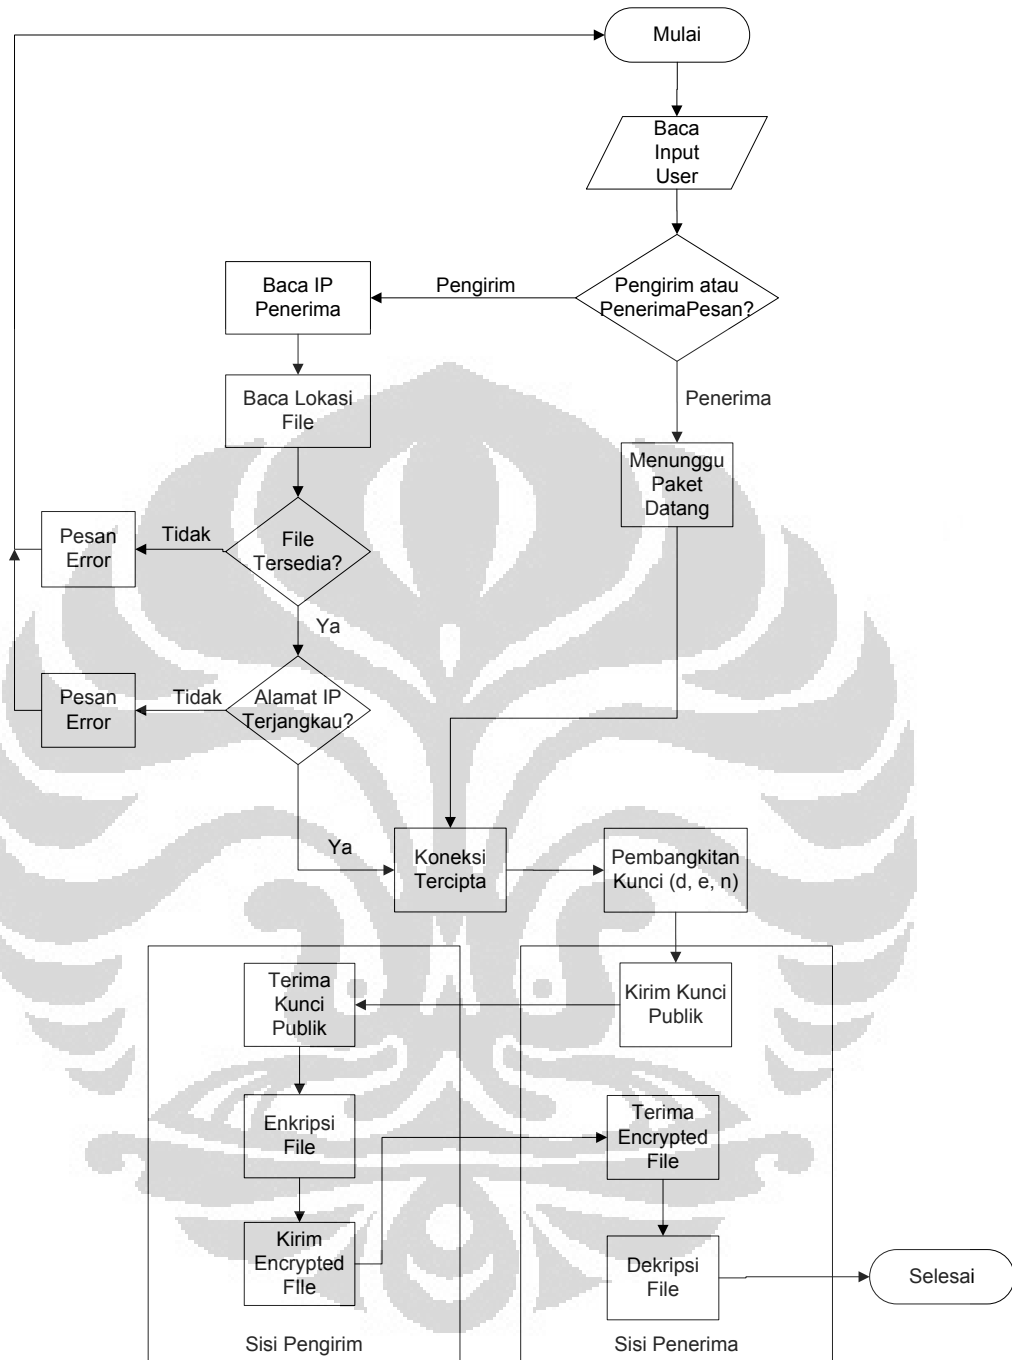 Mulai
Baca
Input
User
Pengirim atau
PenerimaPesan?
Pengirim
Baca IP
Penerima
Baca Lokasi
File
Penerima
Menunggu
Paket
Datang
File
Tersedia?
Tidak
Pesan
Error
Ya
Alamat IP
Terjangkau?
Tidak
Pesan
Error
Ya
Koneksi
Tercipta
Pembangkitan
Kunci (d, e, n)
Kirim Kunci
Publik
Terima
Kunci
Publik
Enkripsi
File
Kirim
Encrypted
FIle
Terima
Encrypted
File
Dekripsi
File
Selesai
Sisi Pengirim
Sisi Penerima